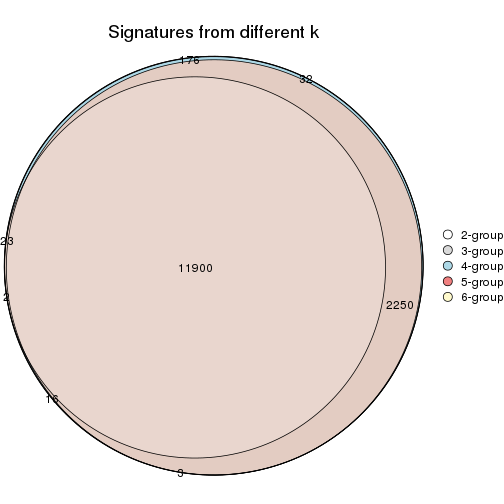 Signatures from different k
176
32
23
11900
2
2250
16
3
2-group
3-group
4-group
5-group
6-group